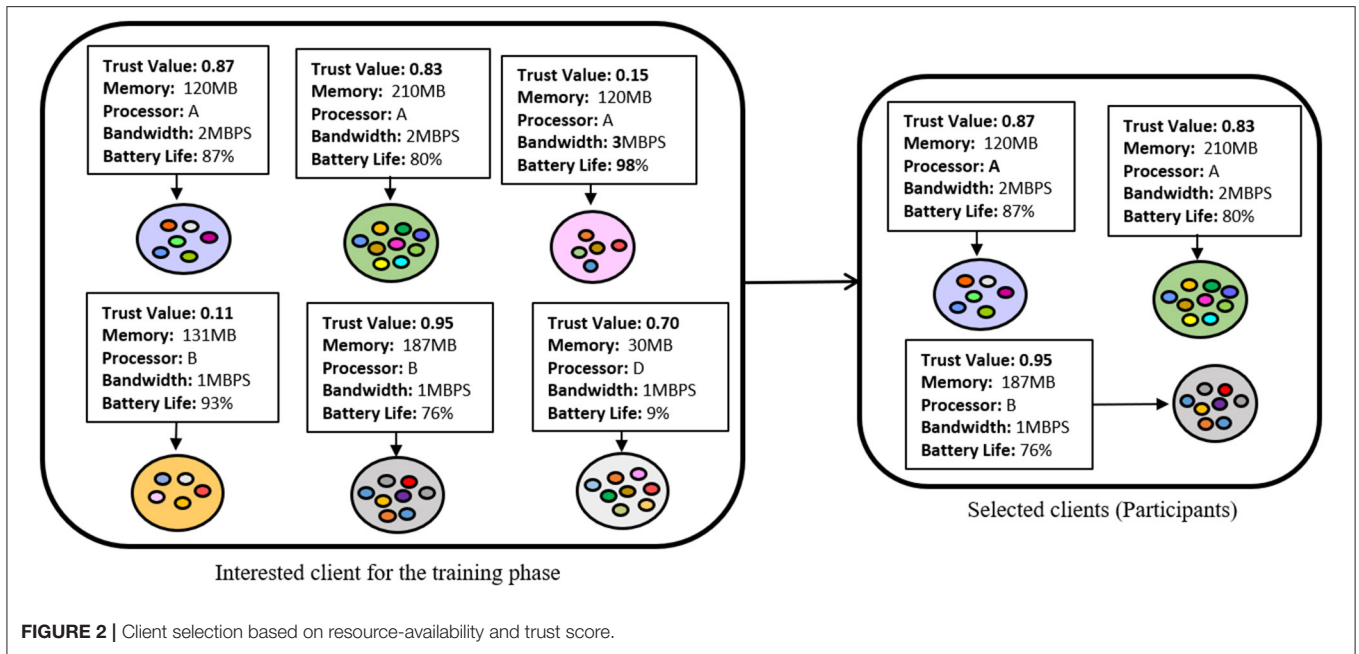 Trust Value: 0.87
Memory: 120MB
Processor: A
Bandwidth: 2MBPS
Battery Life: 87%
Trust Value: 0.83
Memory: 210MB
Processor: A
Bandwidth: 2MBPS
Battery Life: 80%
Trust Value: 0.15
Memory: 120MB
Processor: A
Bandwidth: 3MBPS
Battery Life: 98%
Trust Value: 0.11
Memory: 131MB
Processor: B
Bandwidth: 1MBPS
Battery Life: 93%
Trust Value: 0.95
Memory: 187MB
Processor: B
Bandwidth: 1MBPS
Battery Life: 76%
Trust Value: 0.70
Memory: 30MB
Processor: D
Bandwidth: 1MBPS
Battery Life: 9%
Interested client for the training phase
Trust Value: 0.87
Memory: 120MB
Processor: A
Bandwidth: 2MBPS
Battery Life: 87%
Trust Value: 0.83
Memory: 210MB
Processor: A
Bandwidth: 2MBPS
Battery Life: 80%
Trust Value: 0.95
Memory: 187MB
Processor: B
Bandwidth: 1MBPS
Battery Life: 76%
Selected clients (Participants)
FIGURE 2 | Client selection based on resource-availability and trust score.